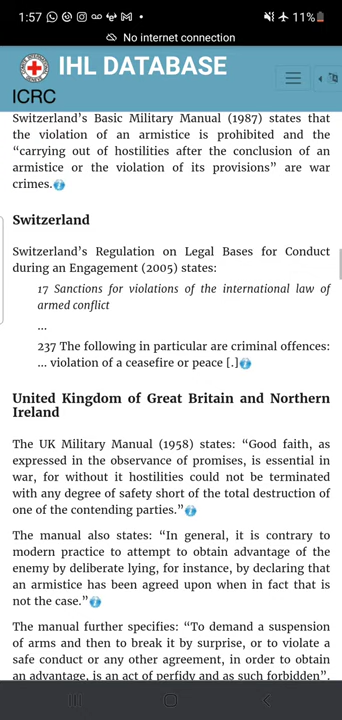 1:57
11%
No internet connection
IHL DATABASE
ICRC
Switzerland's Basic Military Manual (1987) states that
the violation of an armistice is prohibited and the
“carrying out of hostilities after the conclusion of an
armistice or the violation of its provisions” are war
crimes.
Switzerland
Switzerland's Regulation on Legal Bases for Conduct
during an Engagement (2005) states:
17 Sanctions for violations of the international law of
armed conflict
...
237 The following in particular are criminal offences:
... violation of a ceasefire or peace [.]
United Kingdom of Great Britain and Northern
Ireland
The UK Military Manual (1958) states: “Good faith, as
expressed in the observance of promises, is essential in
war, for without it hostilities could not be terminated
with any degree of safety short of the total destruction of
one of the contending parties.”
The manual also states: “In general, it is contrary to
modern practice to attempt to obtain advantage of the
enemy by deliberate lying, for instance, by declaring that
an armistice has been agreed upon when in fact that is
not the case.”
The manual further specifies: “To demand a suspension
of arms and then to break it by surprise, or to violate a
safe conduct or any other agreement, in order to obtain
an advantage, is an act of perfidy and as such forbidden”.